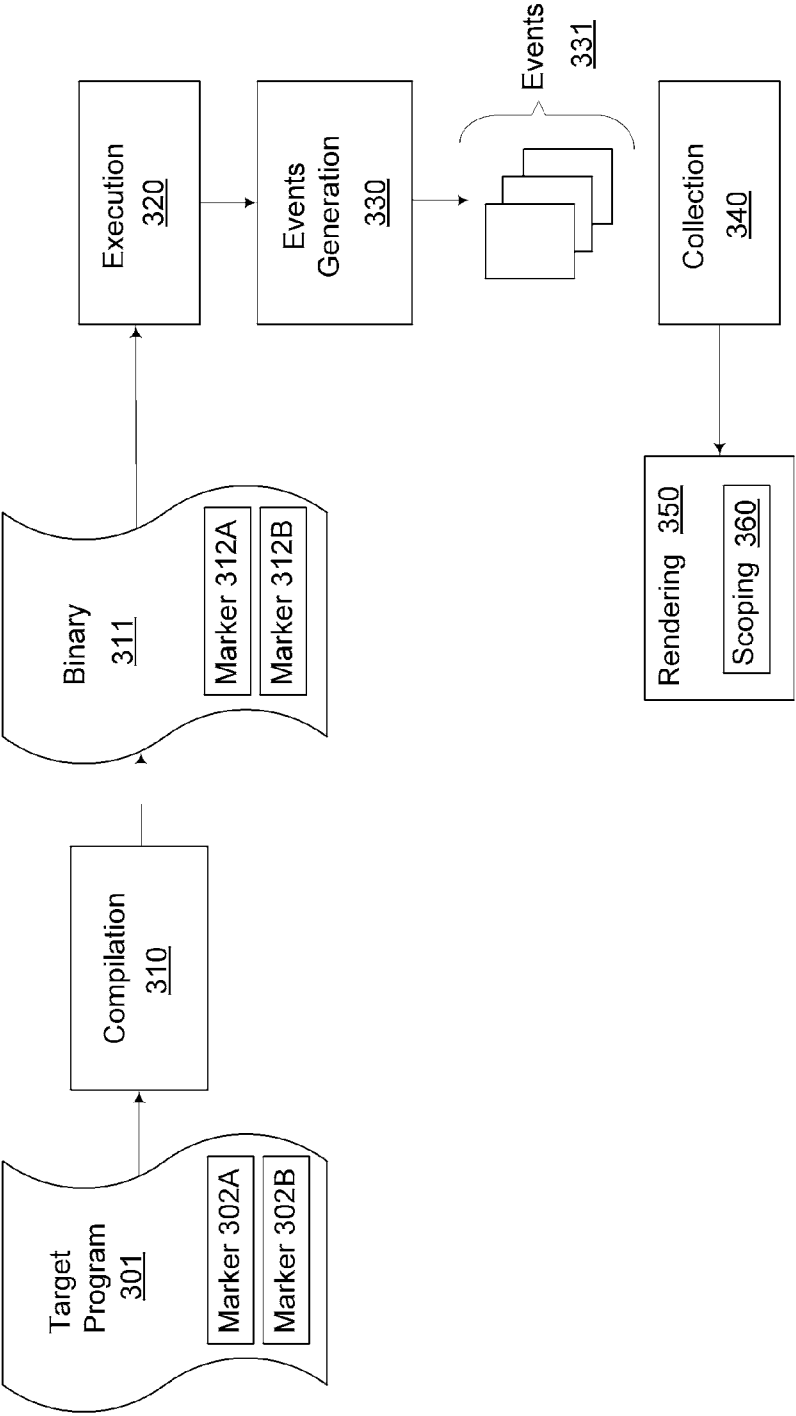 Target
Program
301
Marker 302A
Marker 302B
Compilation
310
Binary
311
Marker 312A
Marker 312B
Execution
320
Events
Generation
330
Events
331
Collection
340
Rendering 350
Scoping 360